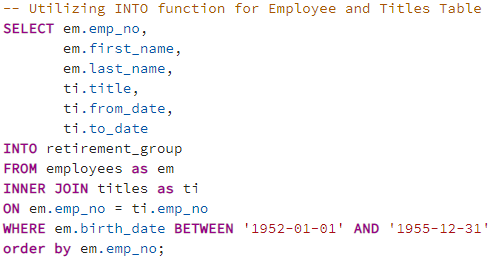 -- Utilizing INTO function for Employee and Titles Table
SELECT em.emp_no,
       em.first_name,
       em.last_name,
       ti.title,
       ti.from_date,
       ti.to_date
INTO retirement_group
FROM employees as em
INNER JOIN titles as ti
ON em.emp_no = ti.emp_no
WHERE em.birth_date BETWEEN '1952-01-01' AND '1955-12-31'
order by em.emp_no;